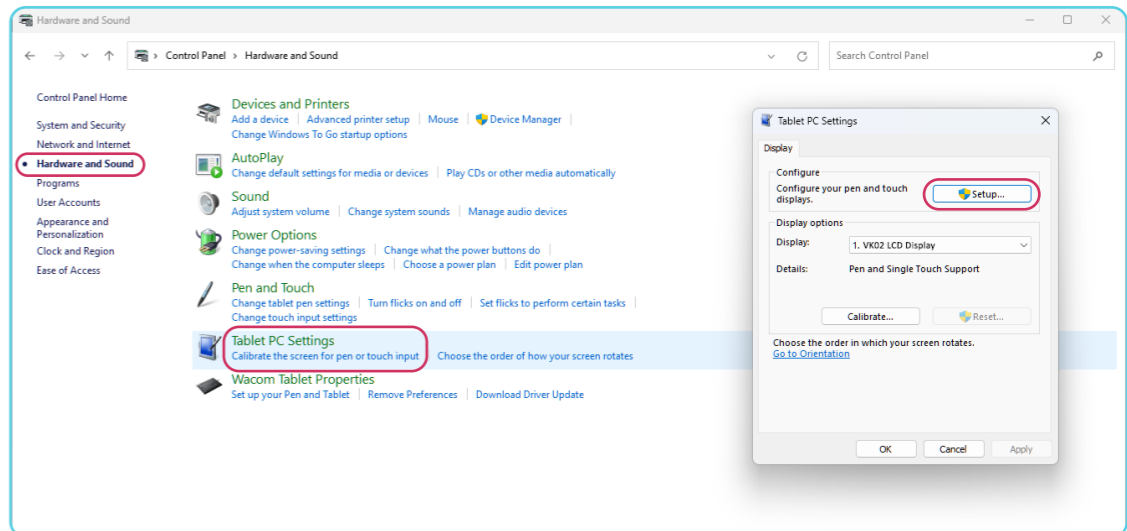 Hardware and Sound
Control Panel > Hardware and Sound
Search Control Panel
Control Panel Home
System and Security
Network and Internet
Hardware and Sound
Programs
User Accounts
Appearance and
Personalization
Clock and Region
Ease of Access
Devices and Printers
Add a device | Advanced printer setup | Mouse | Device Manager |
Change Windows To Go startup options
AutoPlay
Change default settings for media or devices | Play CDs or other media automatically
Sound
Adjust system volume | Change system sounds | Manage audio devices
Power Options
Change power-saving settings | Change what the power buttons do |
Change when the computer sleeps | Choose a power plan | Edit power plan
Pen and Touch
Change tablet pen settings | Turn flicks on and off | Set flicks to perform certain tasks |
Change touch input settings
Tablet PC Settings
Calibrate the screen for pen or touch input | Choose the order of how your screen rotates
Wacom Tablet Properties
Set up your Pen and Tablet | Remove Preferences | Download Driver Update
Tablet PC Settings
Display
Configure
Configure your pen and touch
displays.
Setup...
Display options
Display: 1. VK02 LCD Display
Details: Pen and Single Touch Support
Calibrate... Reset...
Choose the order in which your screen rotates.
Go to Orientation
OK Cancel Apply